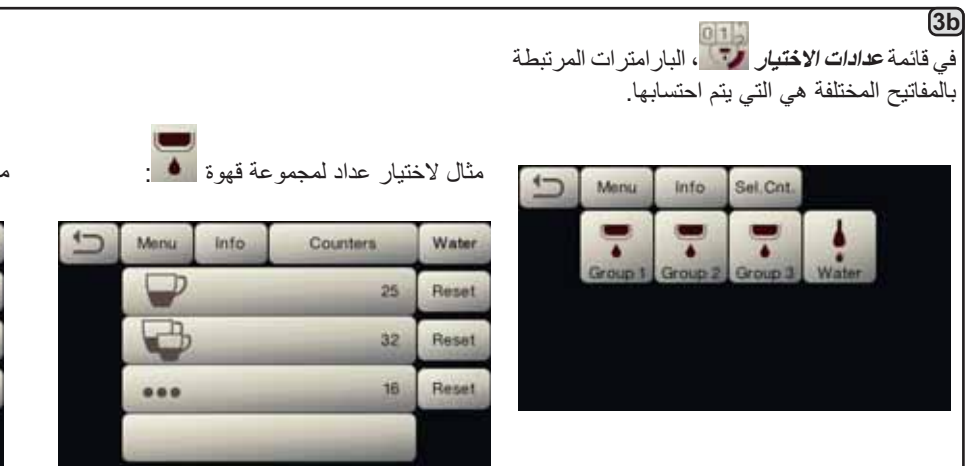 3b
في قائمة عدادات الاختيار ، البارامترات المرتبطة
بالمفاتيح المختلفة هي التي يتم احتسابها.
Menu Info Sel.Cnt.
Group 1 Group 2 Group 3 Water
مثال لاختيار عداد لمجموعة قهوة :
Menu Info Counters Water
25 Reset
32 Reset
16 Reset